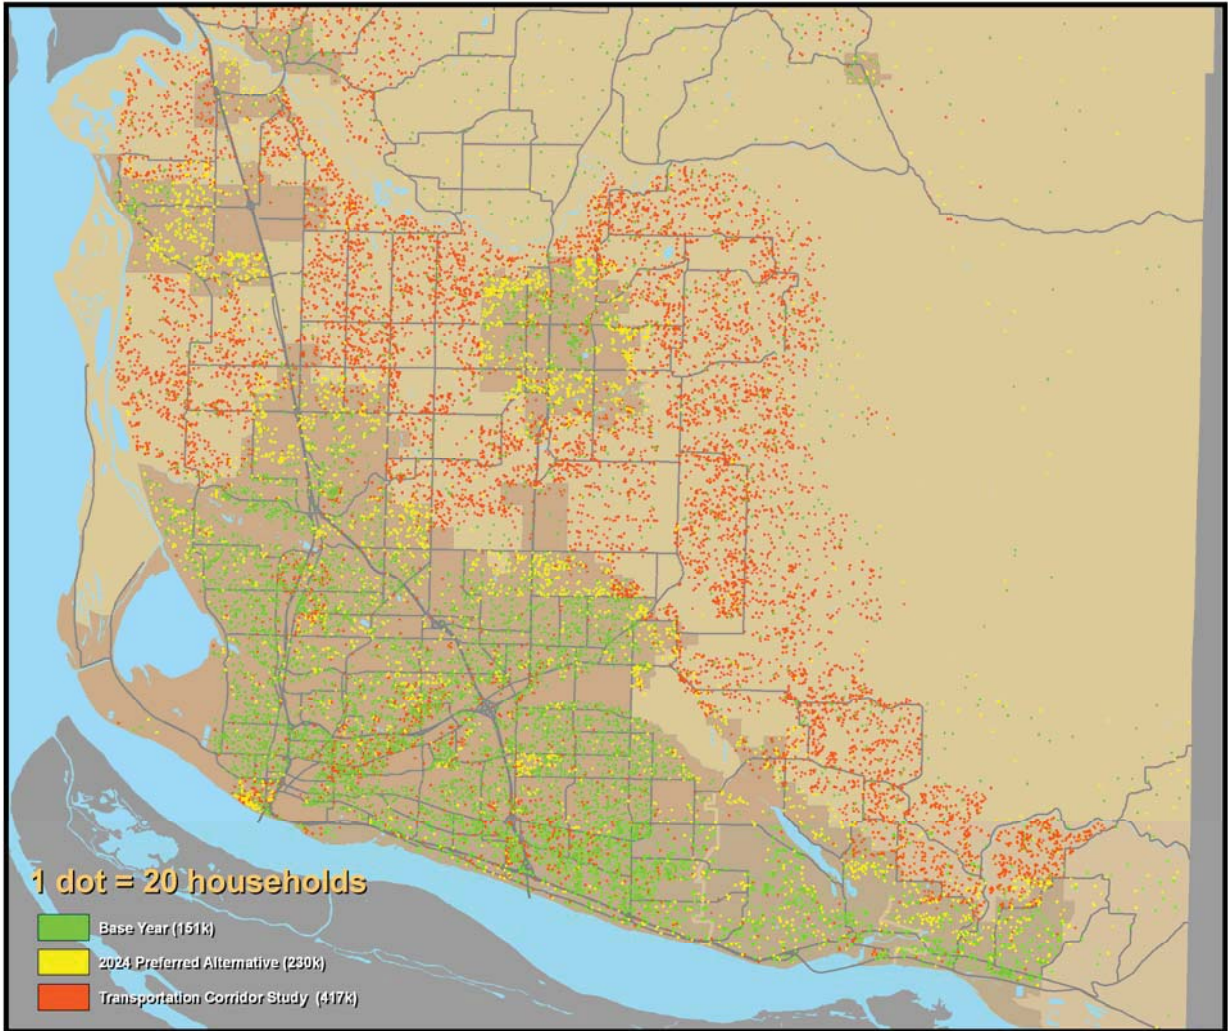 1 dot = 20 households
Base Year (151k)
2024 Preferred Alternative (230k)
Transportation Corridor Study (417k)